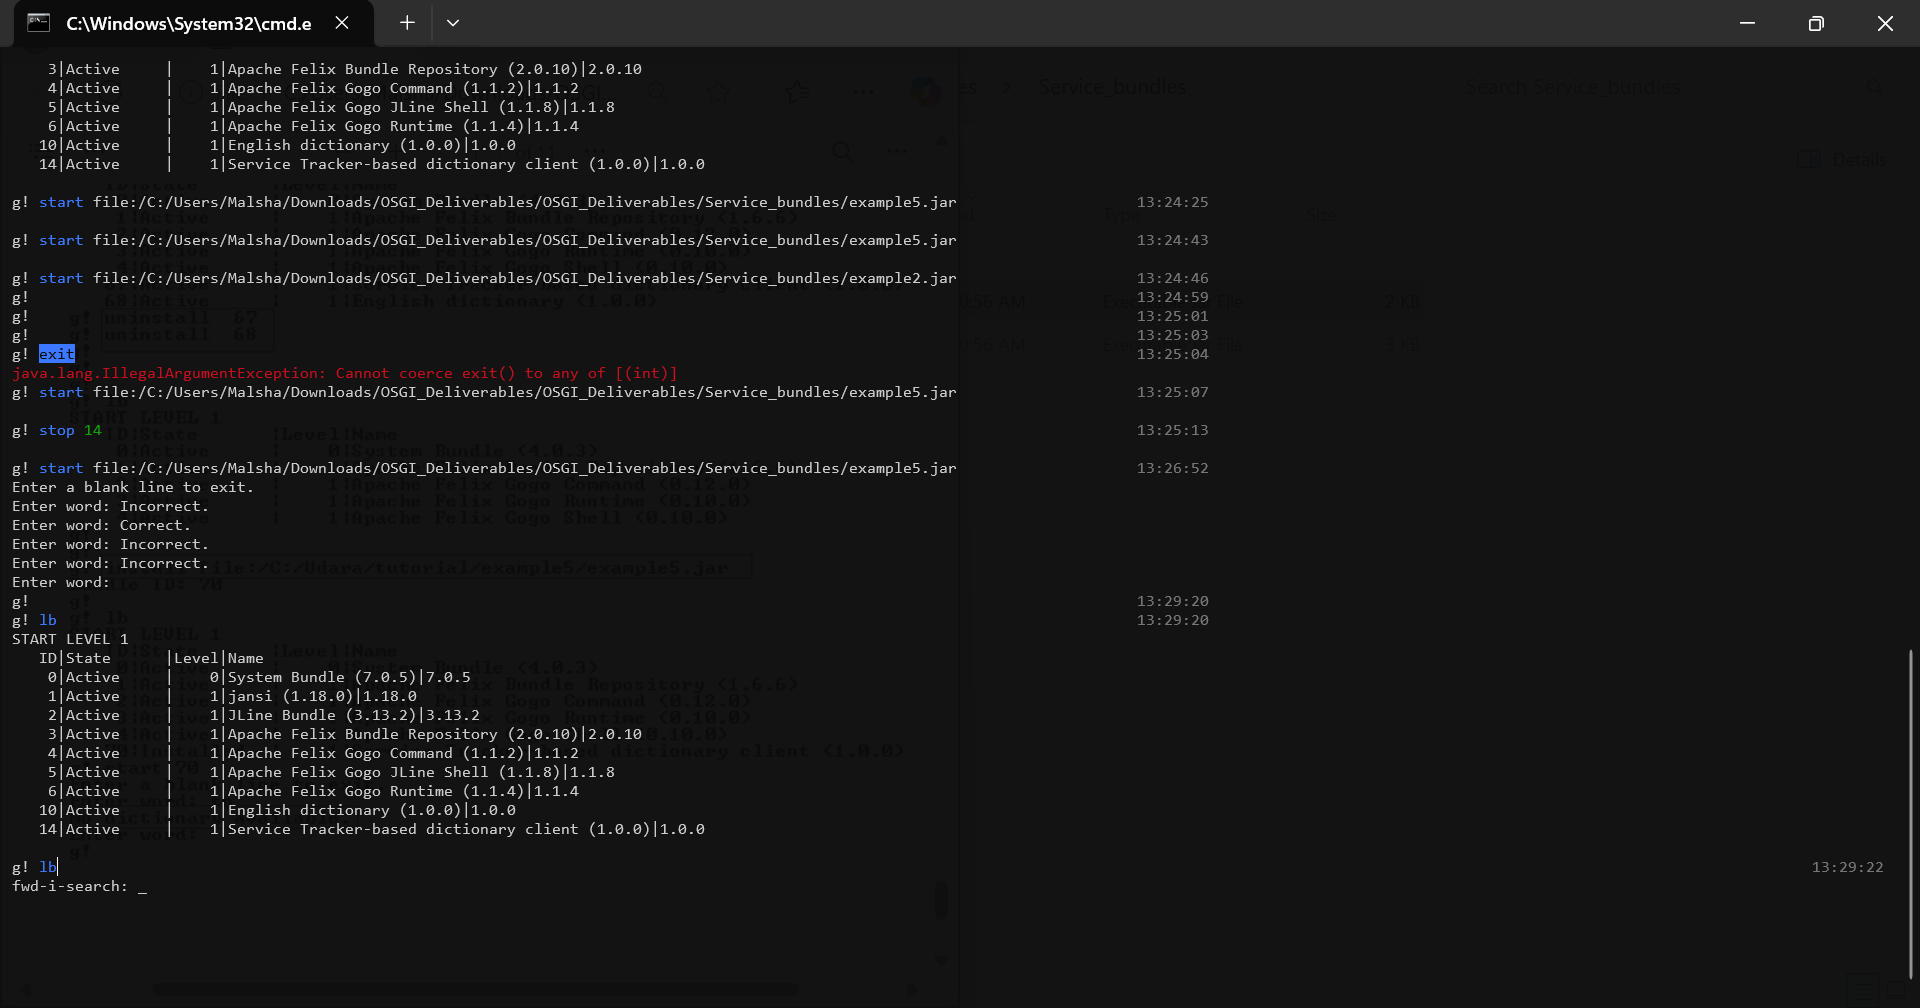 C:\Windows\System32\cmd.e
3|Active     |    1|Apache Felix Bundle Repository (2.0.10)|2.0.10
4|Active     |    1|Apache Felix Gogo Command (1.1.2)|1.1.2
5|Active     |    1|Apache Felix Gogo JLine Shell (1.1.8)|1.1.8
6|Active     |    1|Apache Felix Gogo Runtime (1.1.4)|1.1.4
10|Active     |    1|English dictionary (1.0.0)|1.0.0
14|Active     |    1|Service Tracker-based dictionary client (1.0.0)|1.0.0
g! start file:/C:/Users/Malsha/Downloads/OSGI_Deliverables/OSGI_Deliverables/Service_bundles/example5.jar 13:24:25
g! start file:/C:/Users/Malsha/Downloads/OSGI_Deliverables/OSGI_Deliverables/Service_bundles/example5.jar 13:24:43
g! start file:/C:/Users/Malsha/Downloads/OSGI_Deliverables/OSGI_Deliverables/Service_bundles/example2.jar 13:24:46
g! 13:24:59
g! 13:25:01
g! 13:25:03
g! exit 13:25:04
java.lang.IllegalArgumentException: Cannot coerce exit() to any of [(int)]
g! start file:/C:/Users/Malsha/Downloads/OSGI_Deliverables/OSGI_Deliverables/Service_bundles/example5.jar 13:25:07
g! stop 14 13:25:13
g! start file:/C:/Users/Malsha/Downloads/OSGI_Deliverables/OSGI_Deliverables/Service_bundles/example5.jar 13:26:52
Enter a blank line to exit.
Enter word: Incorrect.
Enter word: Correct.
Enter word: Incorrect.
Enter word: Incorrect.
Enter word:
g! 13:29:20
g! lb 13:29:20
START LEVEL 1
ID|State      |Level|Name
0|Active     |    0|System Bundle (7.0.5)|7.0.5
1|Active     |    1|jansi (1.18.0)|1.18.0
2|Active     |    1|JLine Bundle (3.13.2)|3.13.2
3|Active     |    1|Apache Felix Bundle Repository (2.0.10)|2.0.10
4|Active     |    1|Apache Felix Gogo Command (1.1.2)|1.1.2
5|Active     |    1|Apache Felix Gogo JLine Shell (1.1.8)|1.1.8
6|Active     |    1|Apache Felix Gogo Runtime (1.1.4)|1.1.4
10|Active     |    1|English dictionary (1.0.0)|1.0.0
14|Active     |    1|Service Tracker-based dictionary client (1.0.0)|1.0.0
g! lb 13:29:22
fwd-i-search: _